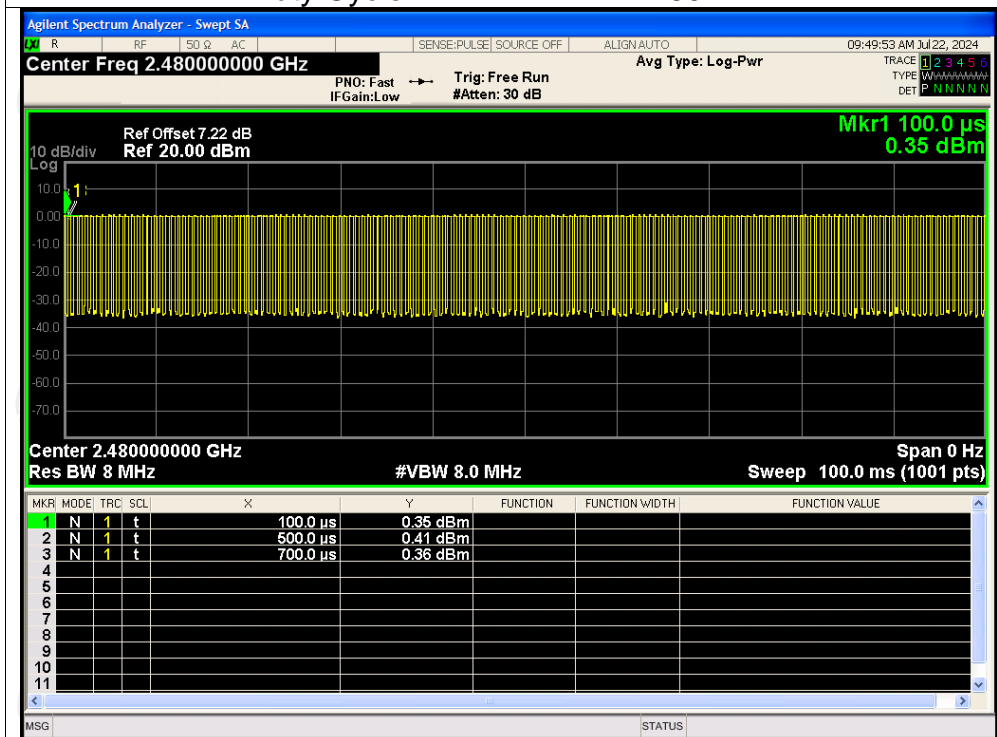 Agilent Spectrum Analyzer - Swept SA
LXI R RF 50 Ω AC SENSE:PULSE SOURCE OFF ALIGN AUTO 09:49:53 AM Jul 22, 2024
Center Freq 2.480000000 GHz
PNO: Fast
IFGain:Low
Trig: Free Run
#Atten: 30 dB
Avg Type: Log-Pwr
TRACE 1 2 3 4 5 6
TYPE WWWWWW
DET P N N N N N
Mkr1 100.0 µs
0.35 dBm
Ref Offset 7.22 dB
10 dB/div Ref 20.00 dBm
Log
10.0
1
0.00
-10.0
-20.0
-30.0
-40.0
-50.0
-60.0
-70.0
Center 2.480000000 GHz Span 0 Hz
Res BW 8 MHz #VBW 8.0 MHz Sweep 100.0 ms (1001 pts)
MKR MODE TRC SCL X Y FUNCTION FUNCTION WIDTH FUNCTION VALUE
1 N 1 t 100.0 µs 0.35 dBm
2 N 1 t 500.0 µs 0.41 dBm
3 N 1 t 700.0 µs 0.36 dBm
4
5
6
7
8
9
10
11
MSG STATUS